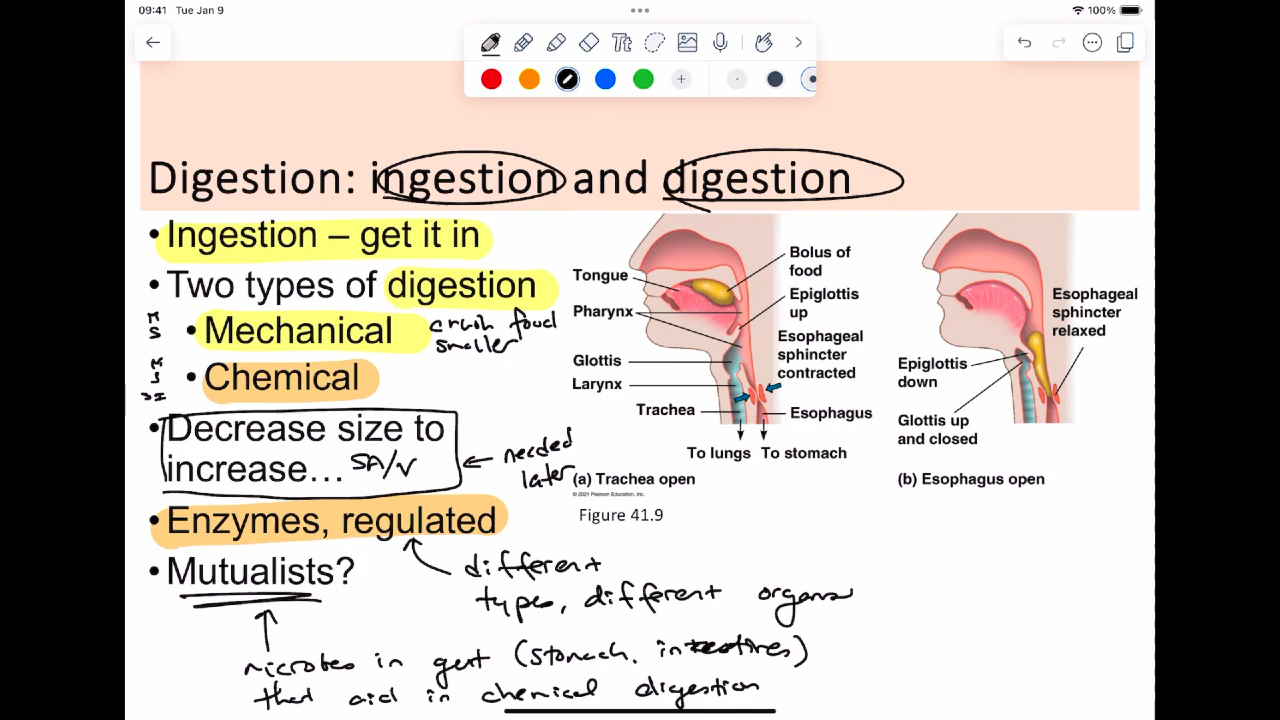 09:41 Tue Jan 9
100%
Tt
Digestion: ingestion and digestion
•Ingestion – get it in
•Two types of digestion
•Mechanical
crush food
smaller
M
S
•Chemical
M
S
SI
•Decrease size to
increase... SA/V
needed
later
•Enzymes, regulated
•Mutualists?
different
types, different organs
microbes in gut (stomach, intestines)
that aid in chemical digestion
Tongue
Pharynx
Glottis
Larynx
Trachea
Bolus of
food
Epiglottis
up
Esophageal
sphincter
contracted
Esophagus
To lungs To stomach
(a) Trachea open
© 2021 Pearson Education, Inc.
Figure 41.9
Esophageal
sphincter
relaxed
Epiglottis
down
Glottis up
and closed
(b) Esophagus open